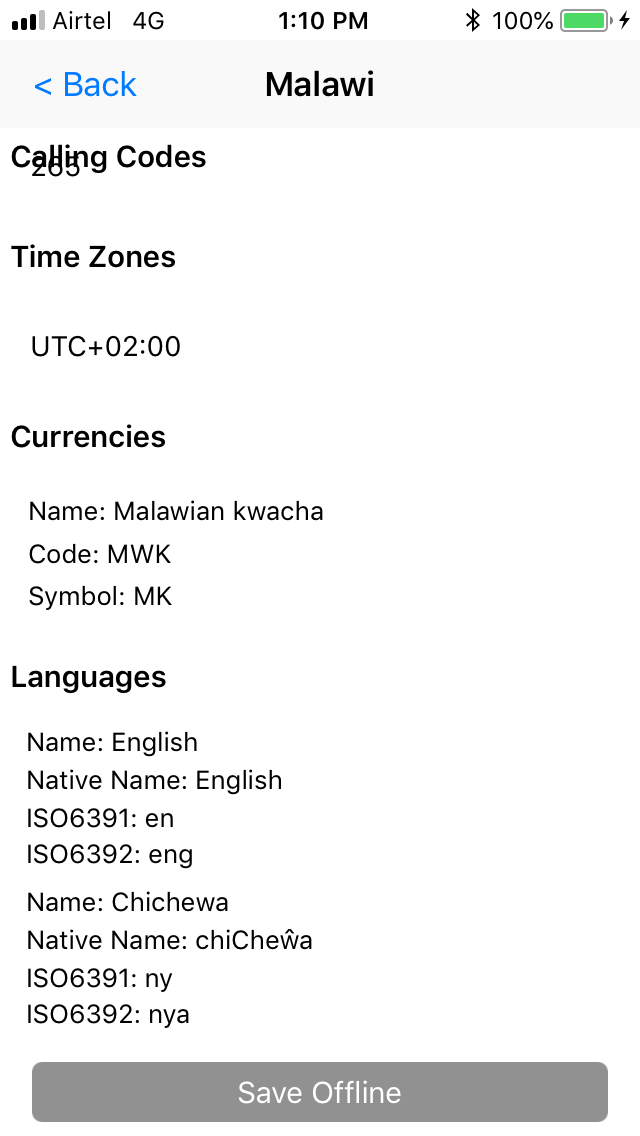 Airtel 4G 1:10 PM 100%
< Back Malawi
Calling Codes
265
Time Zones
UTC+02:00
Currencies
Name: Malawian kwacha
Code: MWK
Symbol: MK
Languages
Name: English
Native Name: English
ISO6391: en
ISO6392: eng
Name: Chichewa
Native Name: chiCheŵa
ISO6391: ny
ISO6392: nya
Save Offline